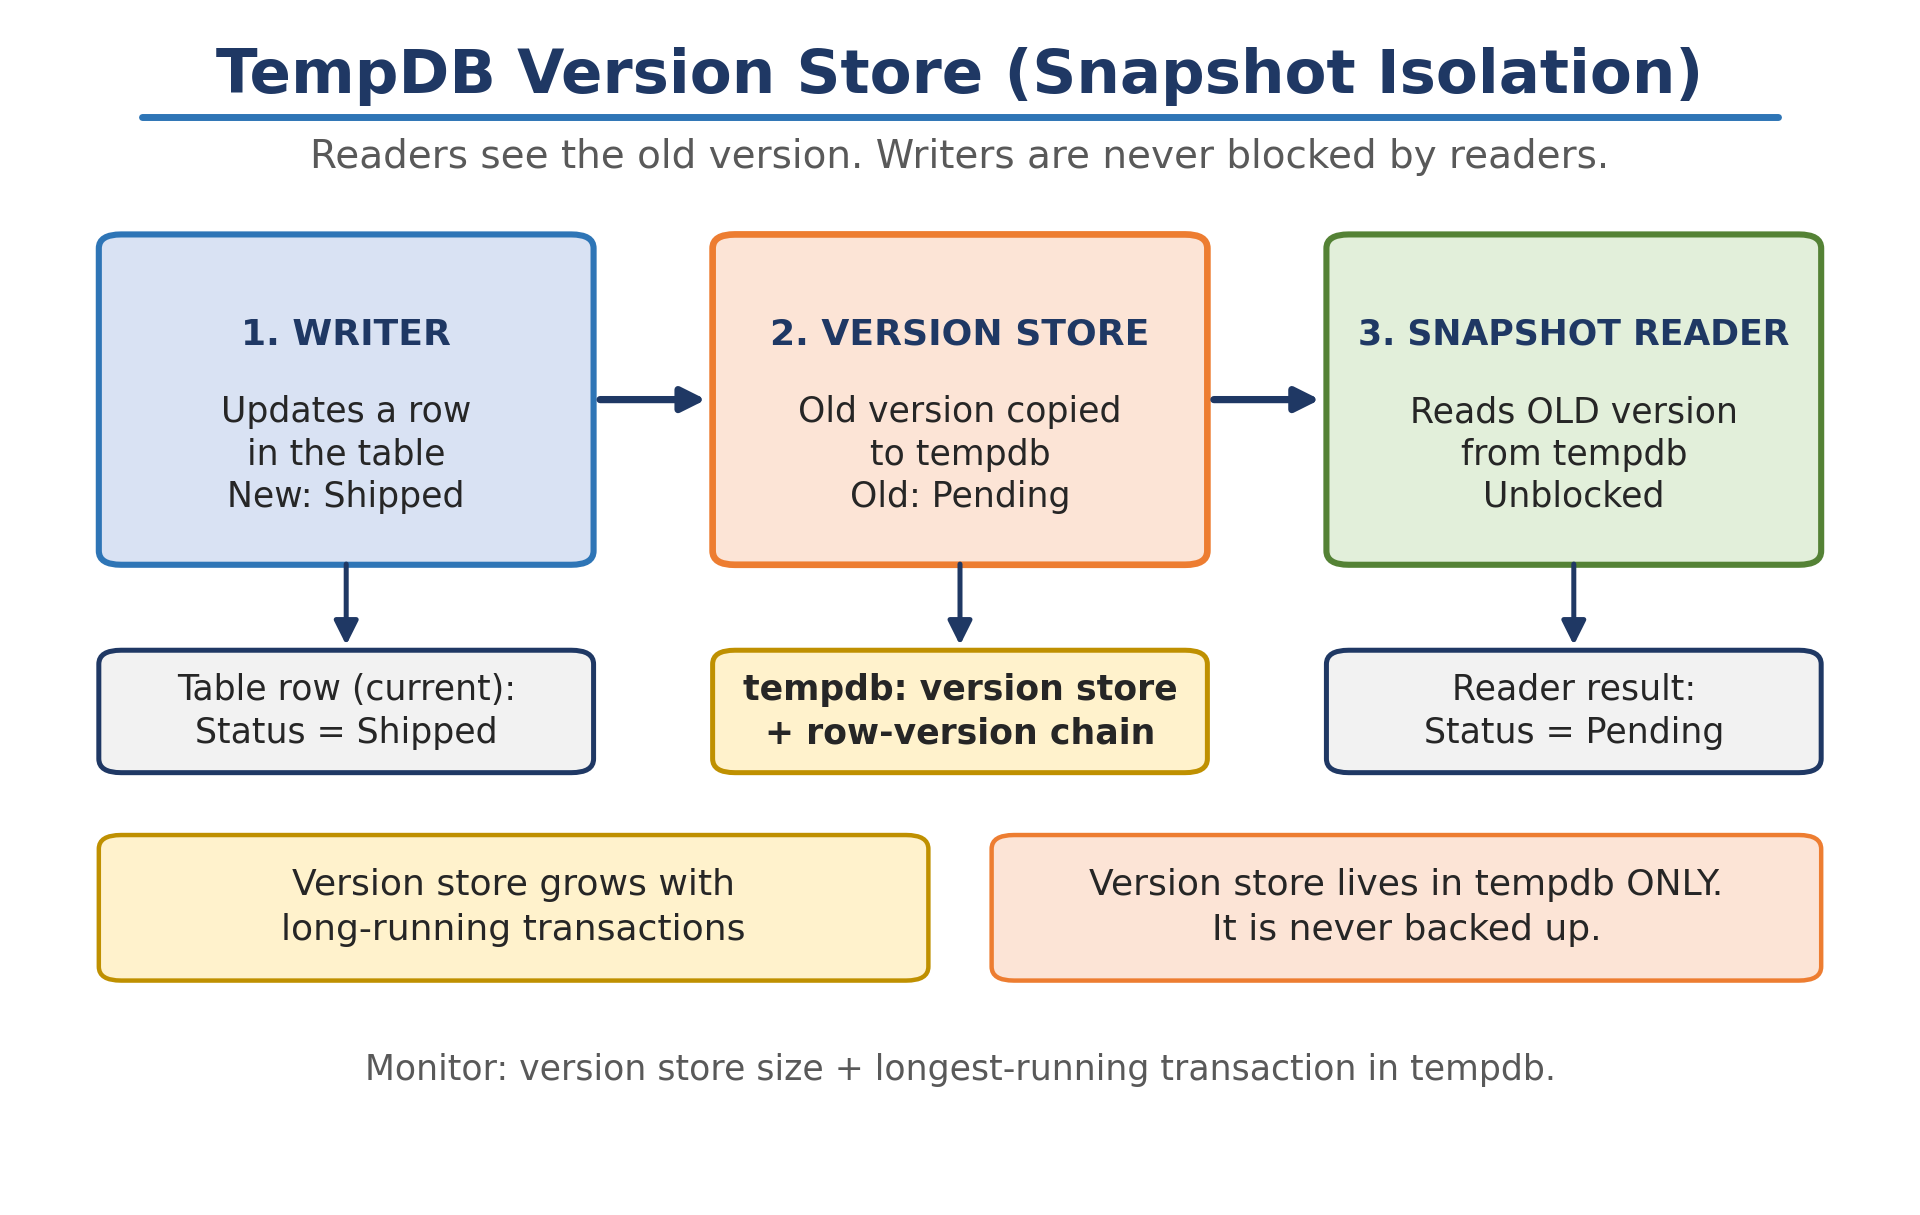 TempDB Version Store (Snapshot Isolation)
Readers see the old version. Writers are never blocked by readers.
1. WRITER
Updates a row
in the table
New: Shipped
2. VERSION STORE
Old version copied
to tempdb
Old: Pending
3. SNAPSHOT READER
Reads OLD version
from tempdb
Unblocked
Table row (current):
Status = Shipped
tempdb: version store
+ row-version chain
Reader result:
Status = Pending
Version store grows with
long-running transactions
Version store lives in tempdb ONLY.
It is never backed up.
Monitor: version store size + longest-running transaction in tempdb.